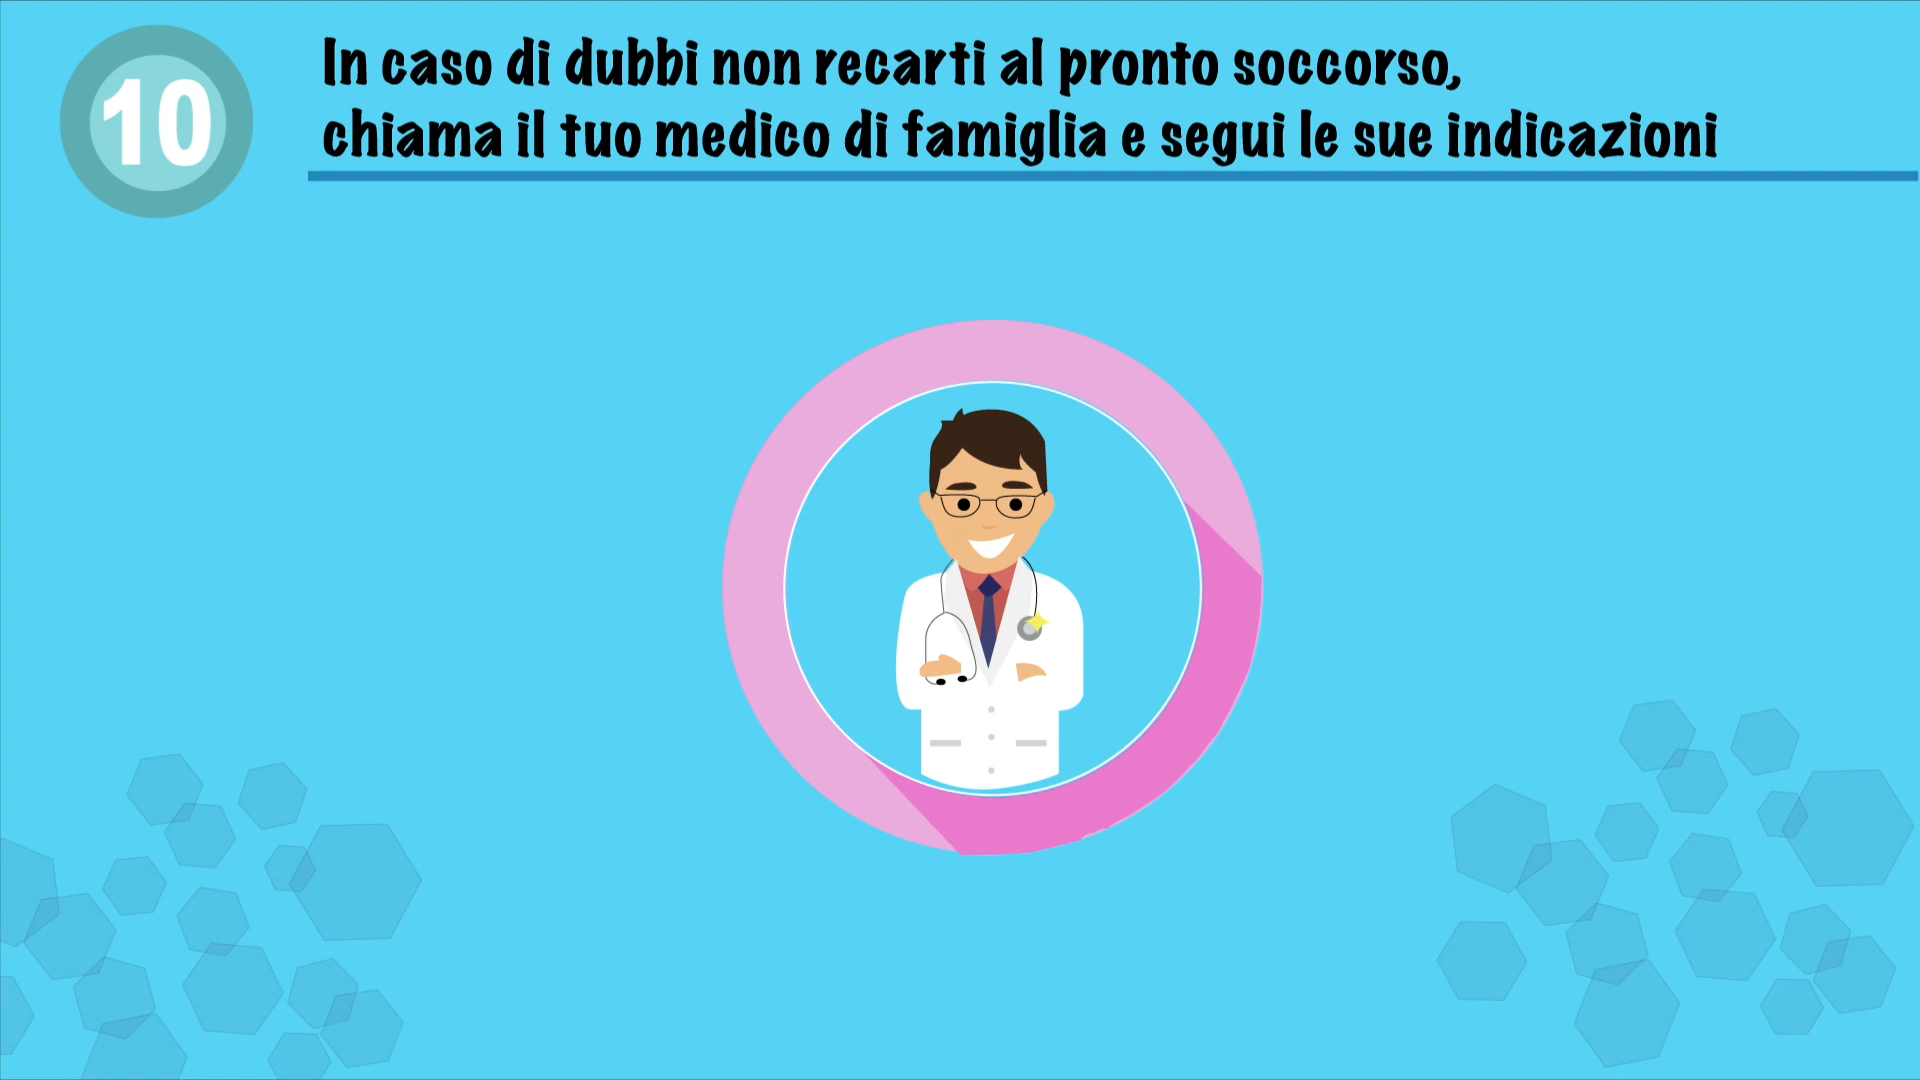 10
In caso di dubbi non recarti al pronto soccorso,
chiama il tuo medico di famiglia e segui le sue indicazioni